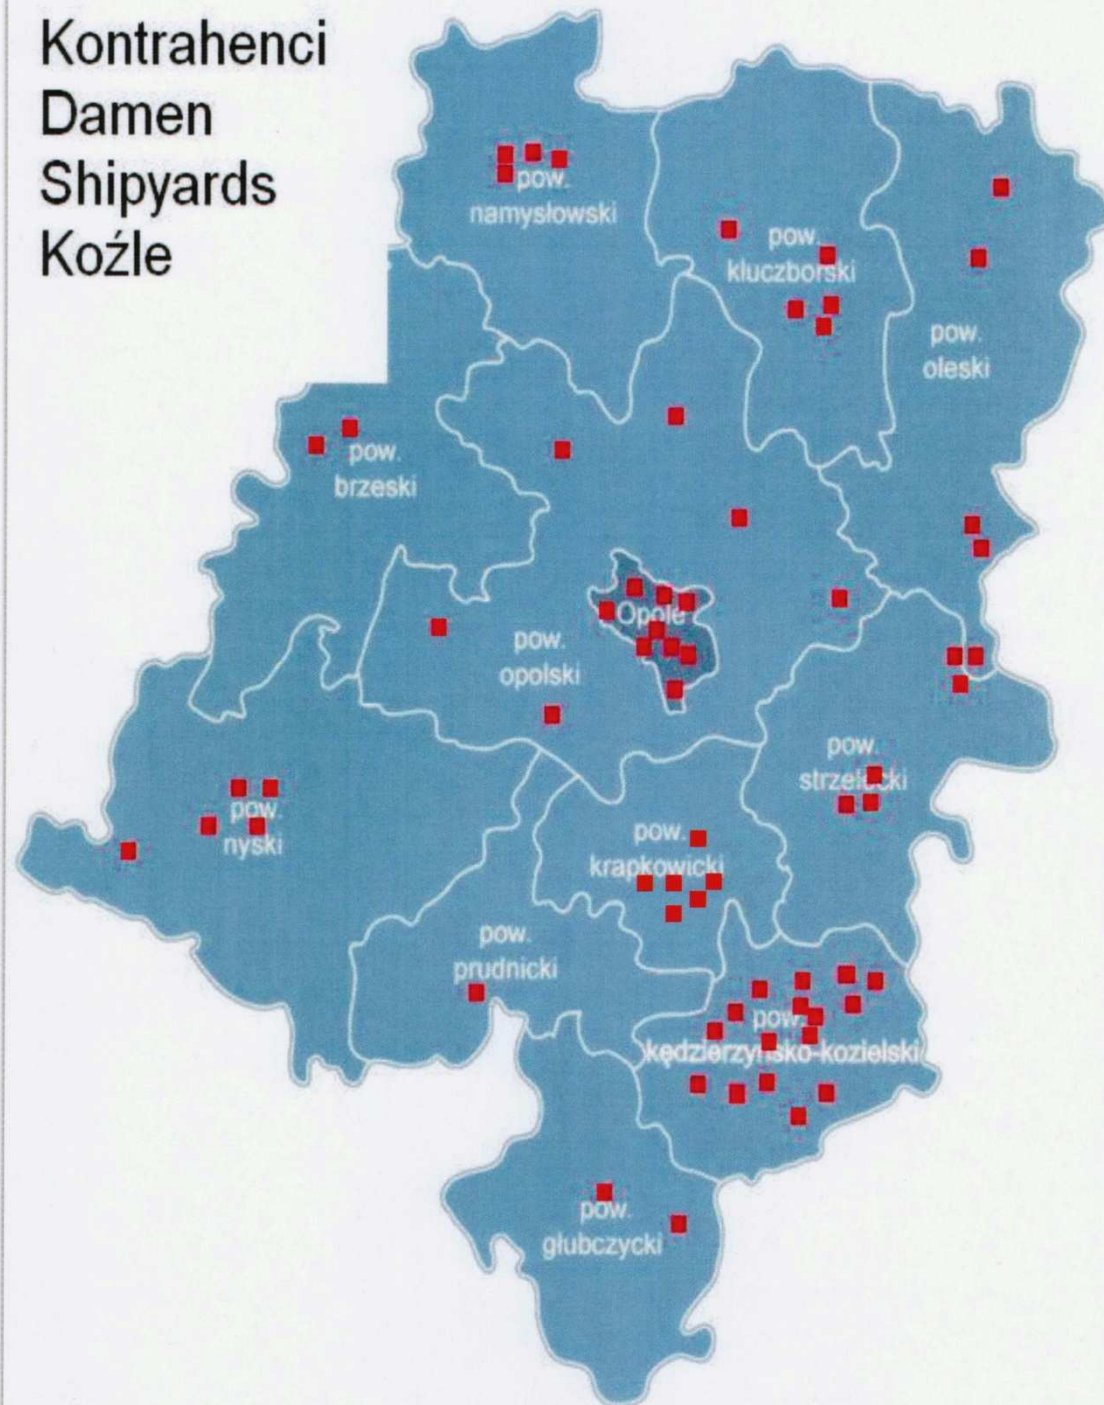 Kontrahenci
Damen
Shipyards
Koźle
pow.
namysłowski
pow.
kluczborski
pow.
oleski
pow.
brzeski
Opole
pow.
opolski
pow.
strzelecki
pow.
nyski
pow.
krapkowicki
pow.
prudnicki
pow.
kędzierzyńsko-kozielski
pow.
głubczycki